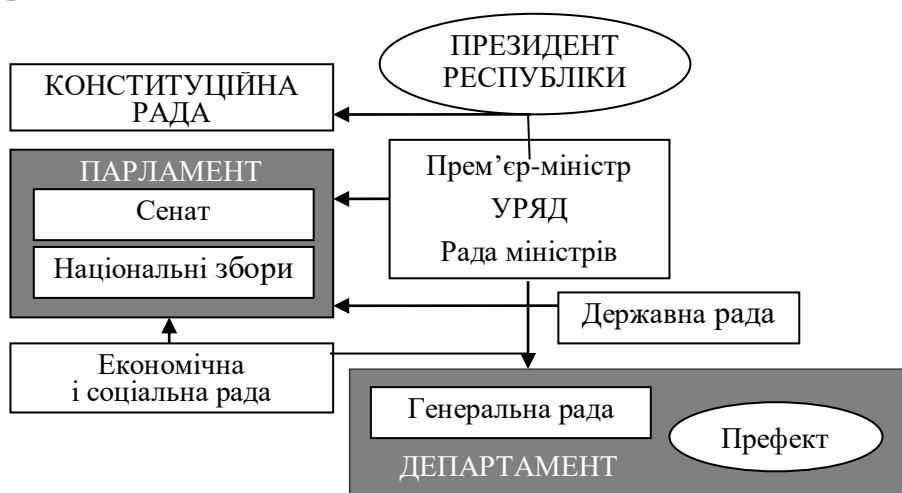 ПРЕЗИДЕНТ
РЕСПУБЛІКИ
КОНСТИТУЦІЙНА
РАДА
ПАРЛАМЕНТ
Сенат
Національні збори
Прем’єр-міністр
УРЯД
Рада міністрів
Державна рада
Економічна
і соціальна рада
Генеральна рада
Префект
ДЕПАРТАМЕНТ